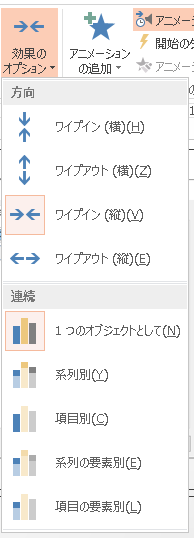 効果の
オプション
アニメーション
の追加
アニメー
開始の
アニメーシ
方向
ワイプイン (横)(H)
ワイプアウト (横)(Z)
ワイプイン (縦)(V)
ワイプアウト (縦)(E)
連続
1 つのオブジェクトとして(N)
系列別(Y)
項目別(C)
系列の要素別(E)
項目の要素別(L)